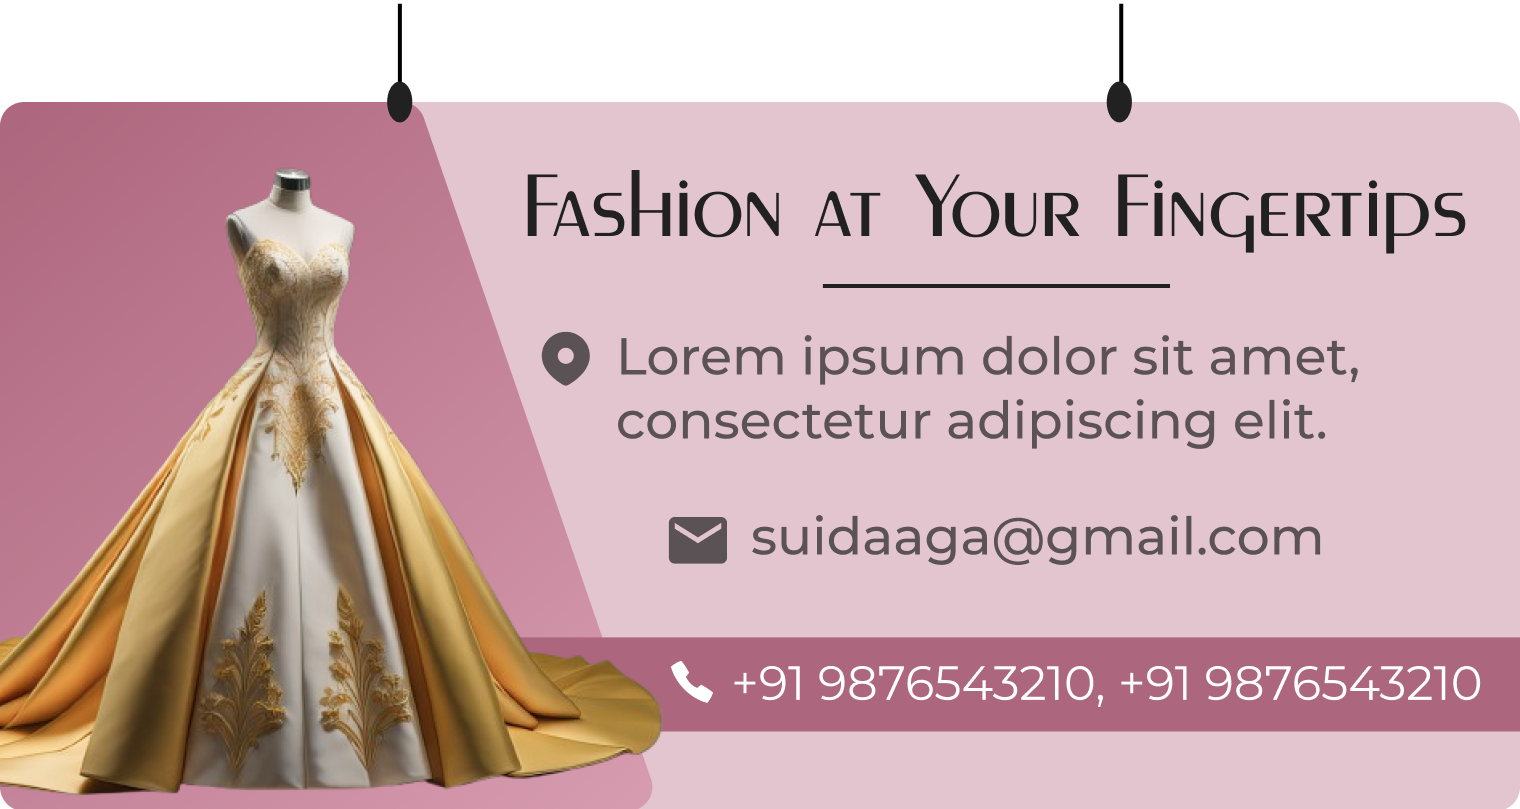 Fashion at Your Fingertips
Lorem ipsum dolor sit amet,
consectetur adipiscing elit.
suidaaga@gmail.com
+91 9876543210, +91 9876543210